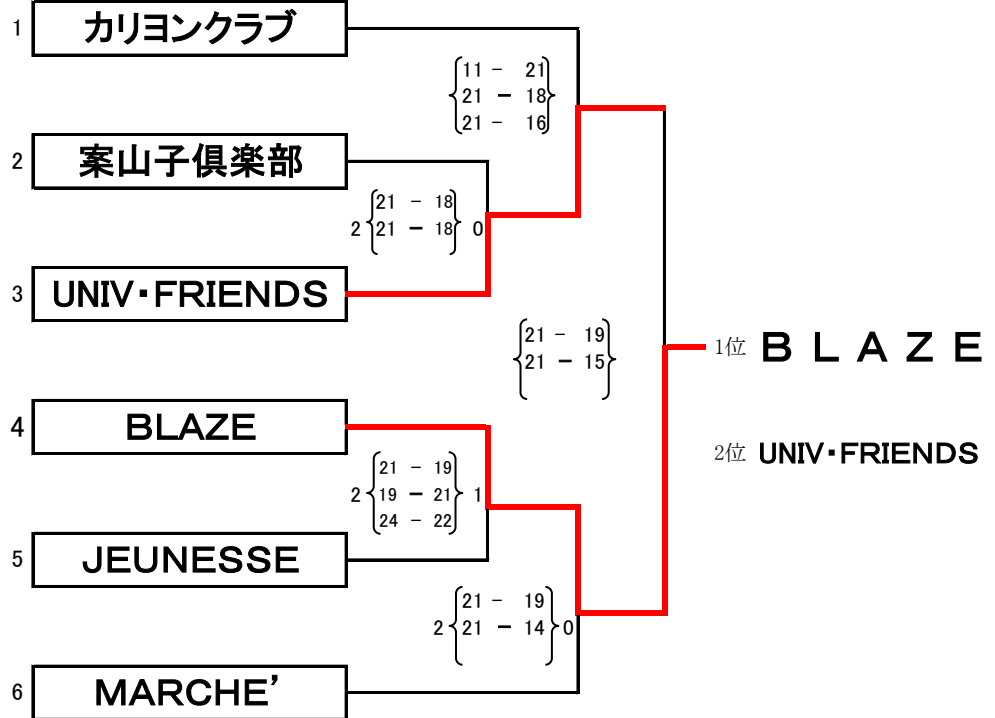 1 カリヨンクラブ
11 - 21
21 - 18
21 - 16
2 案山子倶楽部
21 - 18
2 21 - 18 0
3 UNIV・FRIENDS
21 - 19
21 - 15
1位 BLAZE
4 BLAZE
2位 UNIV・FRIENDS
21 - 19
2 19 - 21 1
24 - 22
5 JEUNESSE
21 - 19
2 21 - 14 0
6 MARCHE’